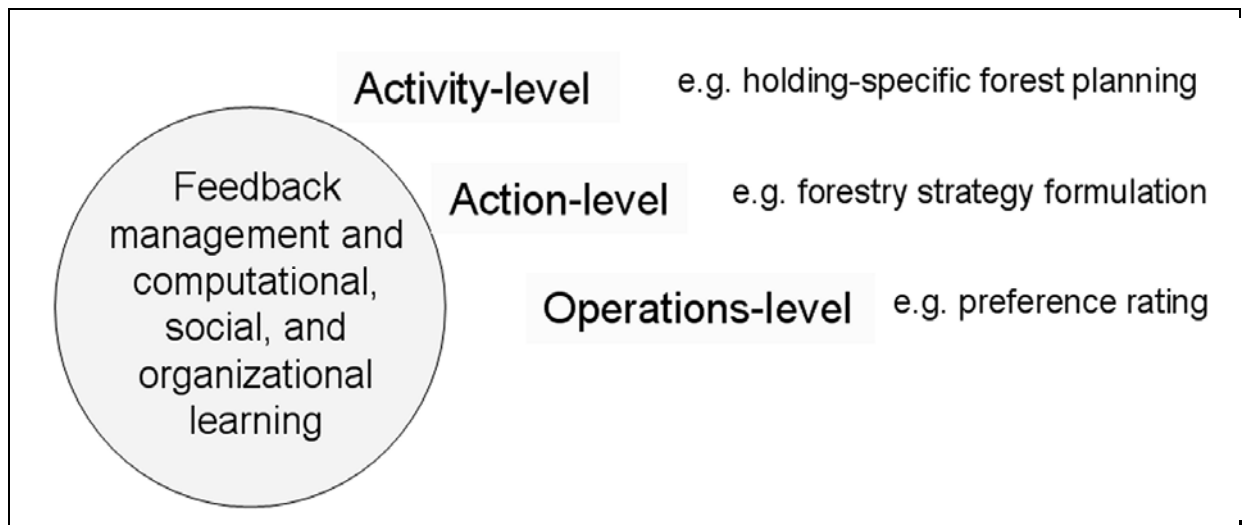 Activity-level e.g. holding-specific forest planning
Action-level e.g. forestry strategy formulation
Operations-level e.g. preference rating
Feedback
management and
computational,
social, and
organizational
learning